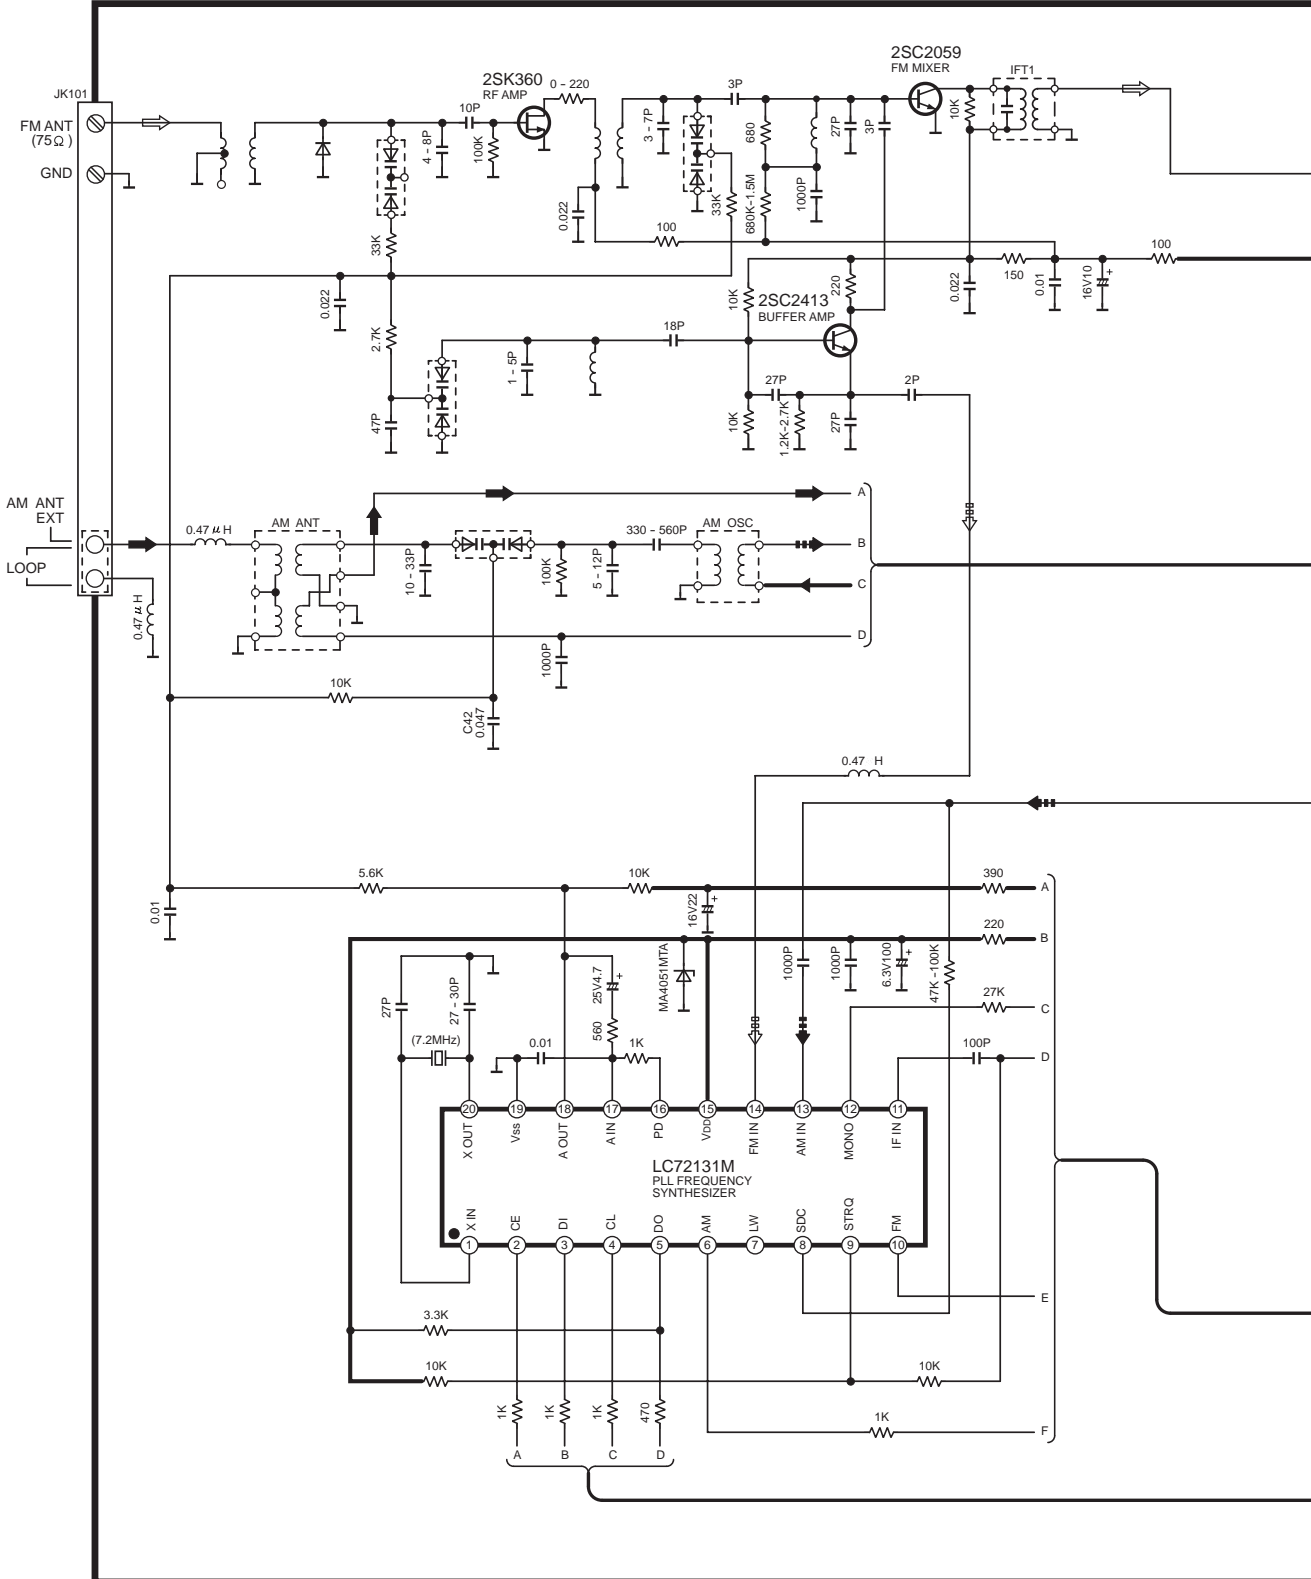 2SC2059
FM MIXER
IFT1
2SK360
RF AMP
0 - 220
3P
JK101
10P
10K
FM ANT
(75Ω)
GND
4 - 8P
100K
3 - 7P
680
27P
3P
33K
680K-1.5M
1000P
0.022
33K
100
100
150
0.022
0.01
16V10
+
0.022
10K
220
2SC2413
BUFFER AMP
18P
2.7K
1 - 5P
27P
2P
47P
10K
1.2K-2.7K
27P
AM ANT
EXT
LOOP
0.47 μH
AM ANT
330 - 560P
AM OSC
A
B
C
D
10 - 33P
100K
5 - 12P
0.47 μH
1000P
10K
C42
0.047
0.47 H
5.6K
10K
390
A
0.01
16V22
+
220
B
27P
27 - 30P
25V4.7
+
MA4051MTA
1000P
1000P
6.3V100
+
47K -100K
27K
C
(7.2MHz)
560
0.01
1K
100P
D
20
19
18
17
16
15
14
13
12
11
X OUT
Vss
A OUT
A IN
PD
VDD
FM IN
AM IN
MONO
IF IN
LC72131M
PLL FREQUENCY
SYNTHESIZER
X IN
CE
DI
CL
DO
AM
LW
SDC
STRQ
FM
1
2
3
4
5
6
7
8
9
10
E
3.3K
10K
10K
1K
1K
1K
470
1K
F
A
B
C
D